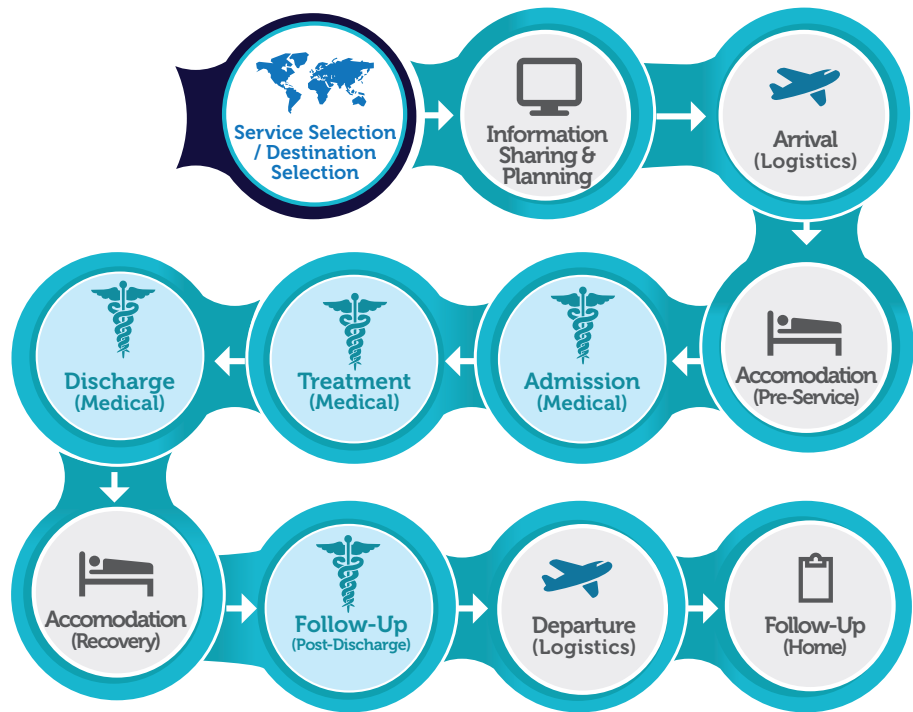 Service Selection
/ Destination
Selection
Information
Sharing &
Planning
Arrival
(Logistics)
Accomodation
(Pre-Service)
Admission
(Medical)
Treatment
(Medical)
Discharge
(Medical)
Accomodation
(Recovery)
Follow-Up
(Post-Discharge)
Departure
(Logistics)
Follow-Up
(Home)